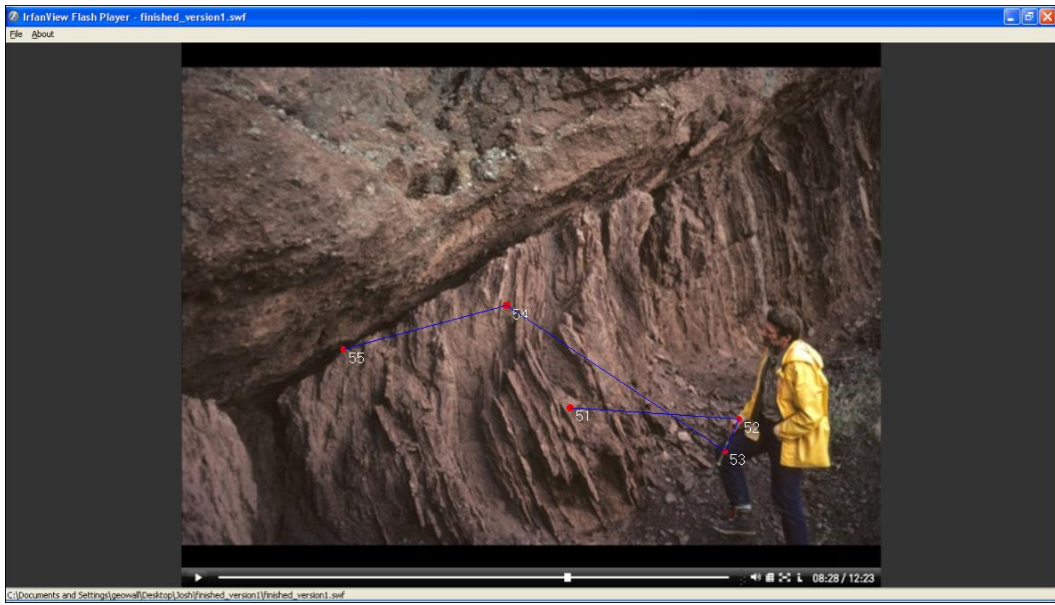 IrfanView Flash Player - finished_version1.swf
File About
54
55
51
52
53
08:28 / 12:23
C:\Documents and Settings\geowall\Desktop\Josh\finished_version1\finished_version1.swf